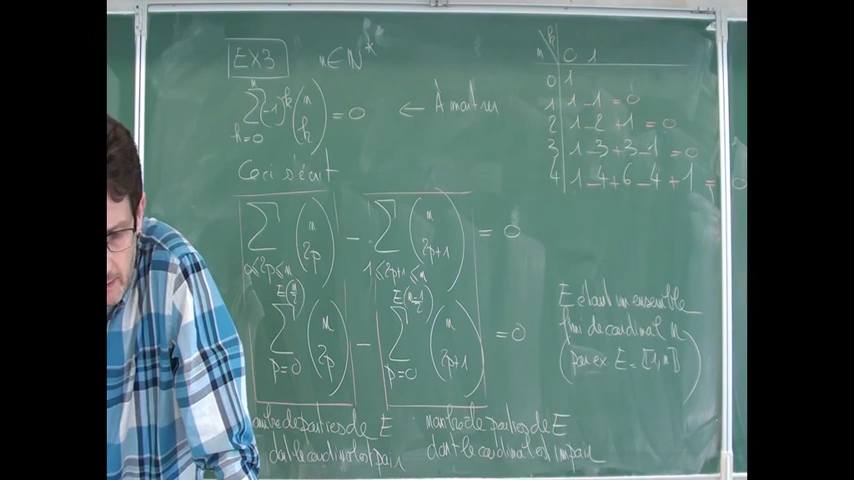 EX3 n ∈ ℕ*
∑_{k=0}^{n} (-1)^k (n k) = 0 ← À maîtriser
Ceci s'écrit
∑_{0≤2p≤n} (n 2p) - ∑_{1≤2p+1≤n} (n 2p+1) = 0
∑_{p=0}^{E(n/2)} (n 2p) - ∑_{p=0}^{E((n-1)/2)} (n 2p+1) = 0
nombre de parties de E
dont le cardinal est pair
nombre de parties de E
dont le cardinal est impair
n\k 0 1
0 1
1 1 - 1 = 0
2 1 - 2 + 1 = 0
3 1 - 3 + 3 - 1 = 0
4 1 - 4 + 6 - 4 + 1 = 0
E étant un ensemble
fini de cardinal n
(par ex E = ⟦1, n⟧)